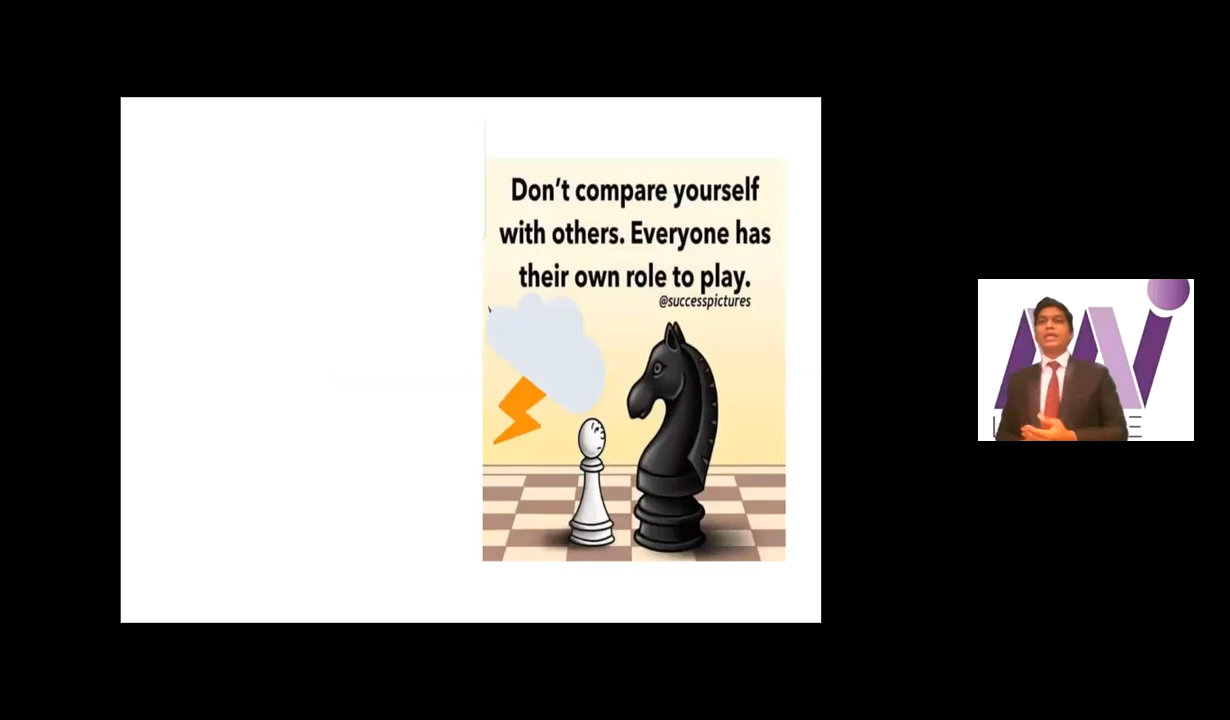 Don't compare yourself
with others. Everyone has
their own role to play.
@successpictures